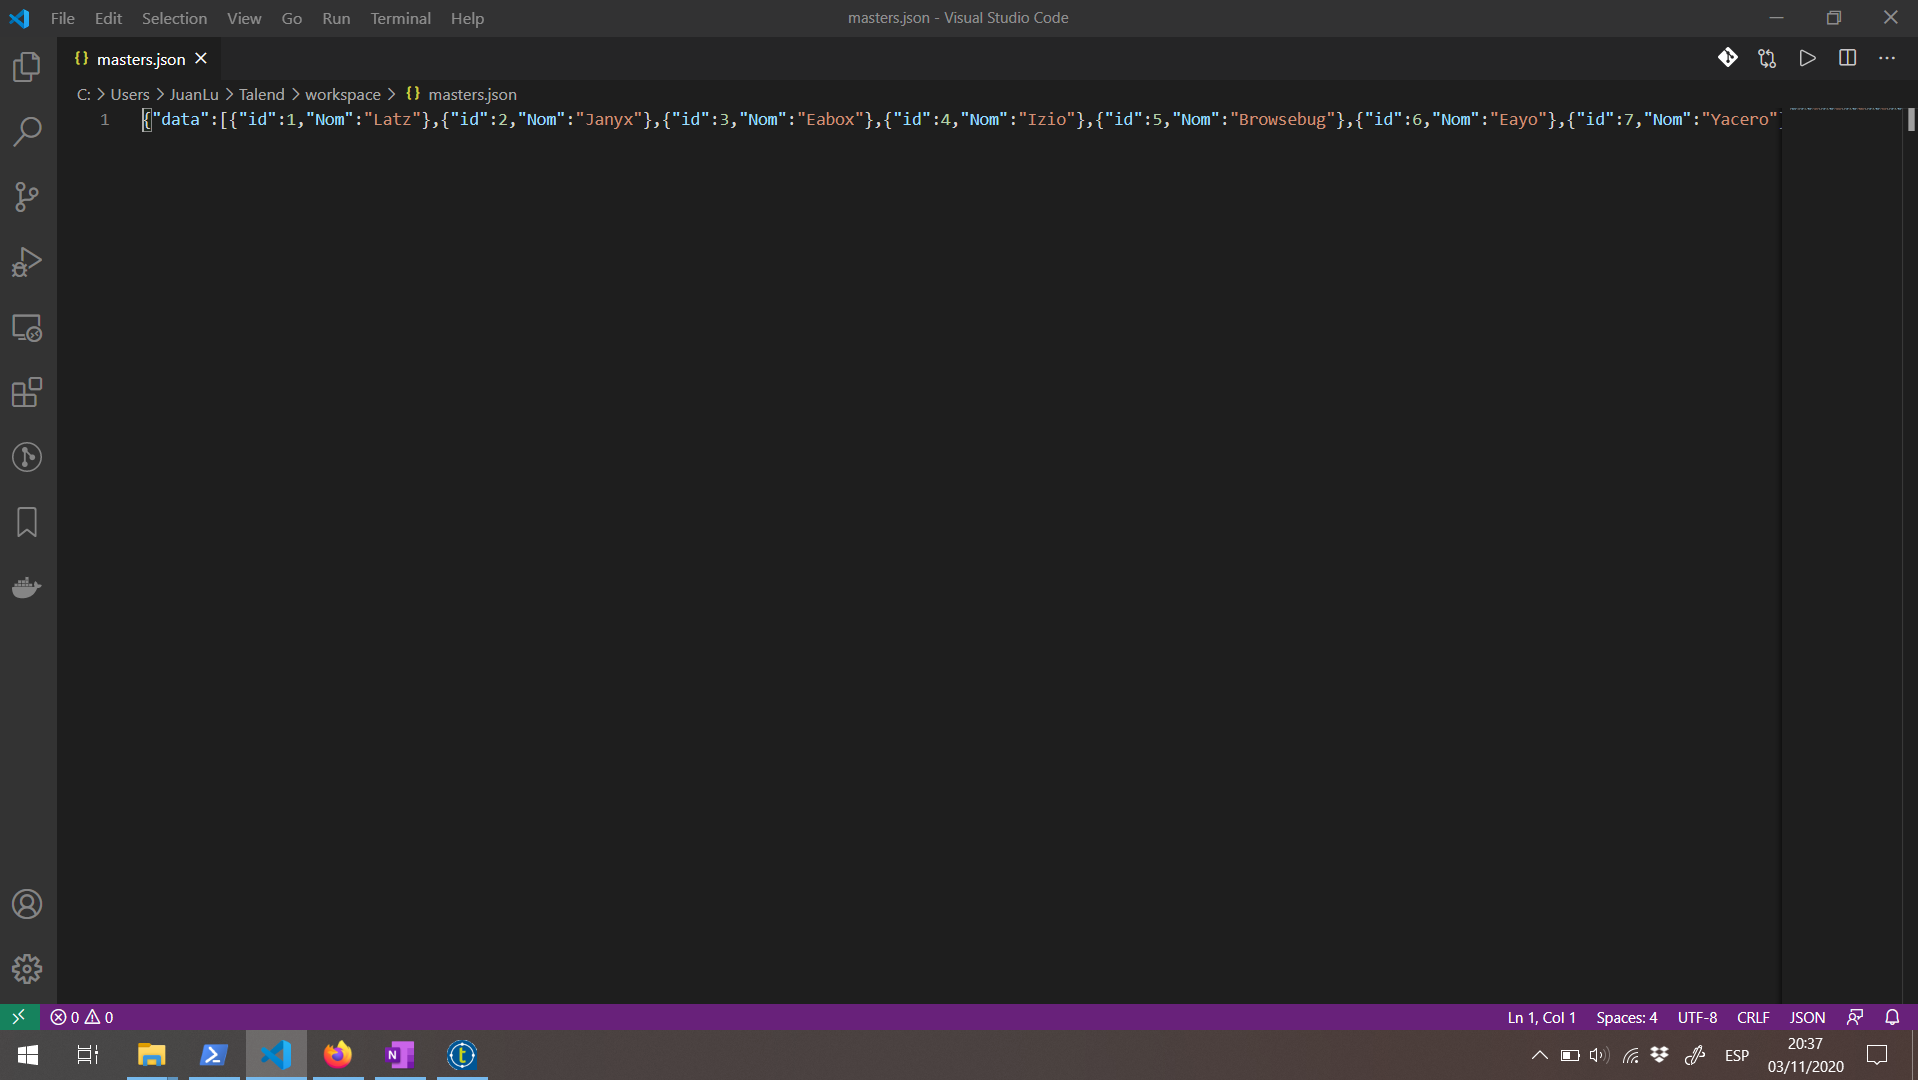 File Edit Selection View Go Run Terminal Help
masters.json - Visual Studio Code
{} masters.json
C: > Users > JuanLu > Talend > workspace > {} masters.json
1 {"data":[{"id":1,"Nom":"Latz"},{"id":2,"Nom":"Janyx"},{"id":3,"Nom":"Eabox"},{"id":4,"Nom":"Izio"},{"id":5,"Nom":"Browsebug"},{"id":6,"Nom":"Eayo"},{"id":7,"Nom":"Yacero"
0 0
Ln 1, Col 1 Spaces: 4 UTF-8 CRLF JSON
N t ESP
20:37
03/11/2020